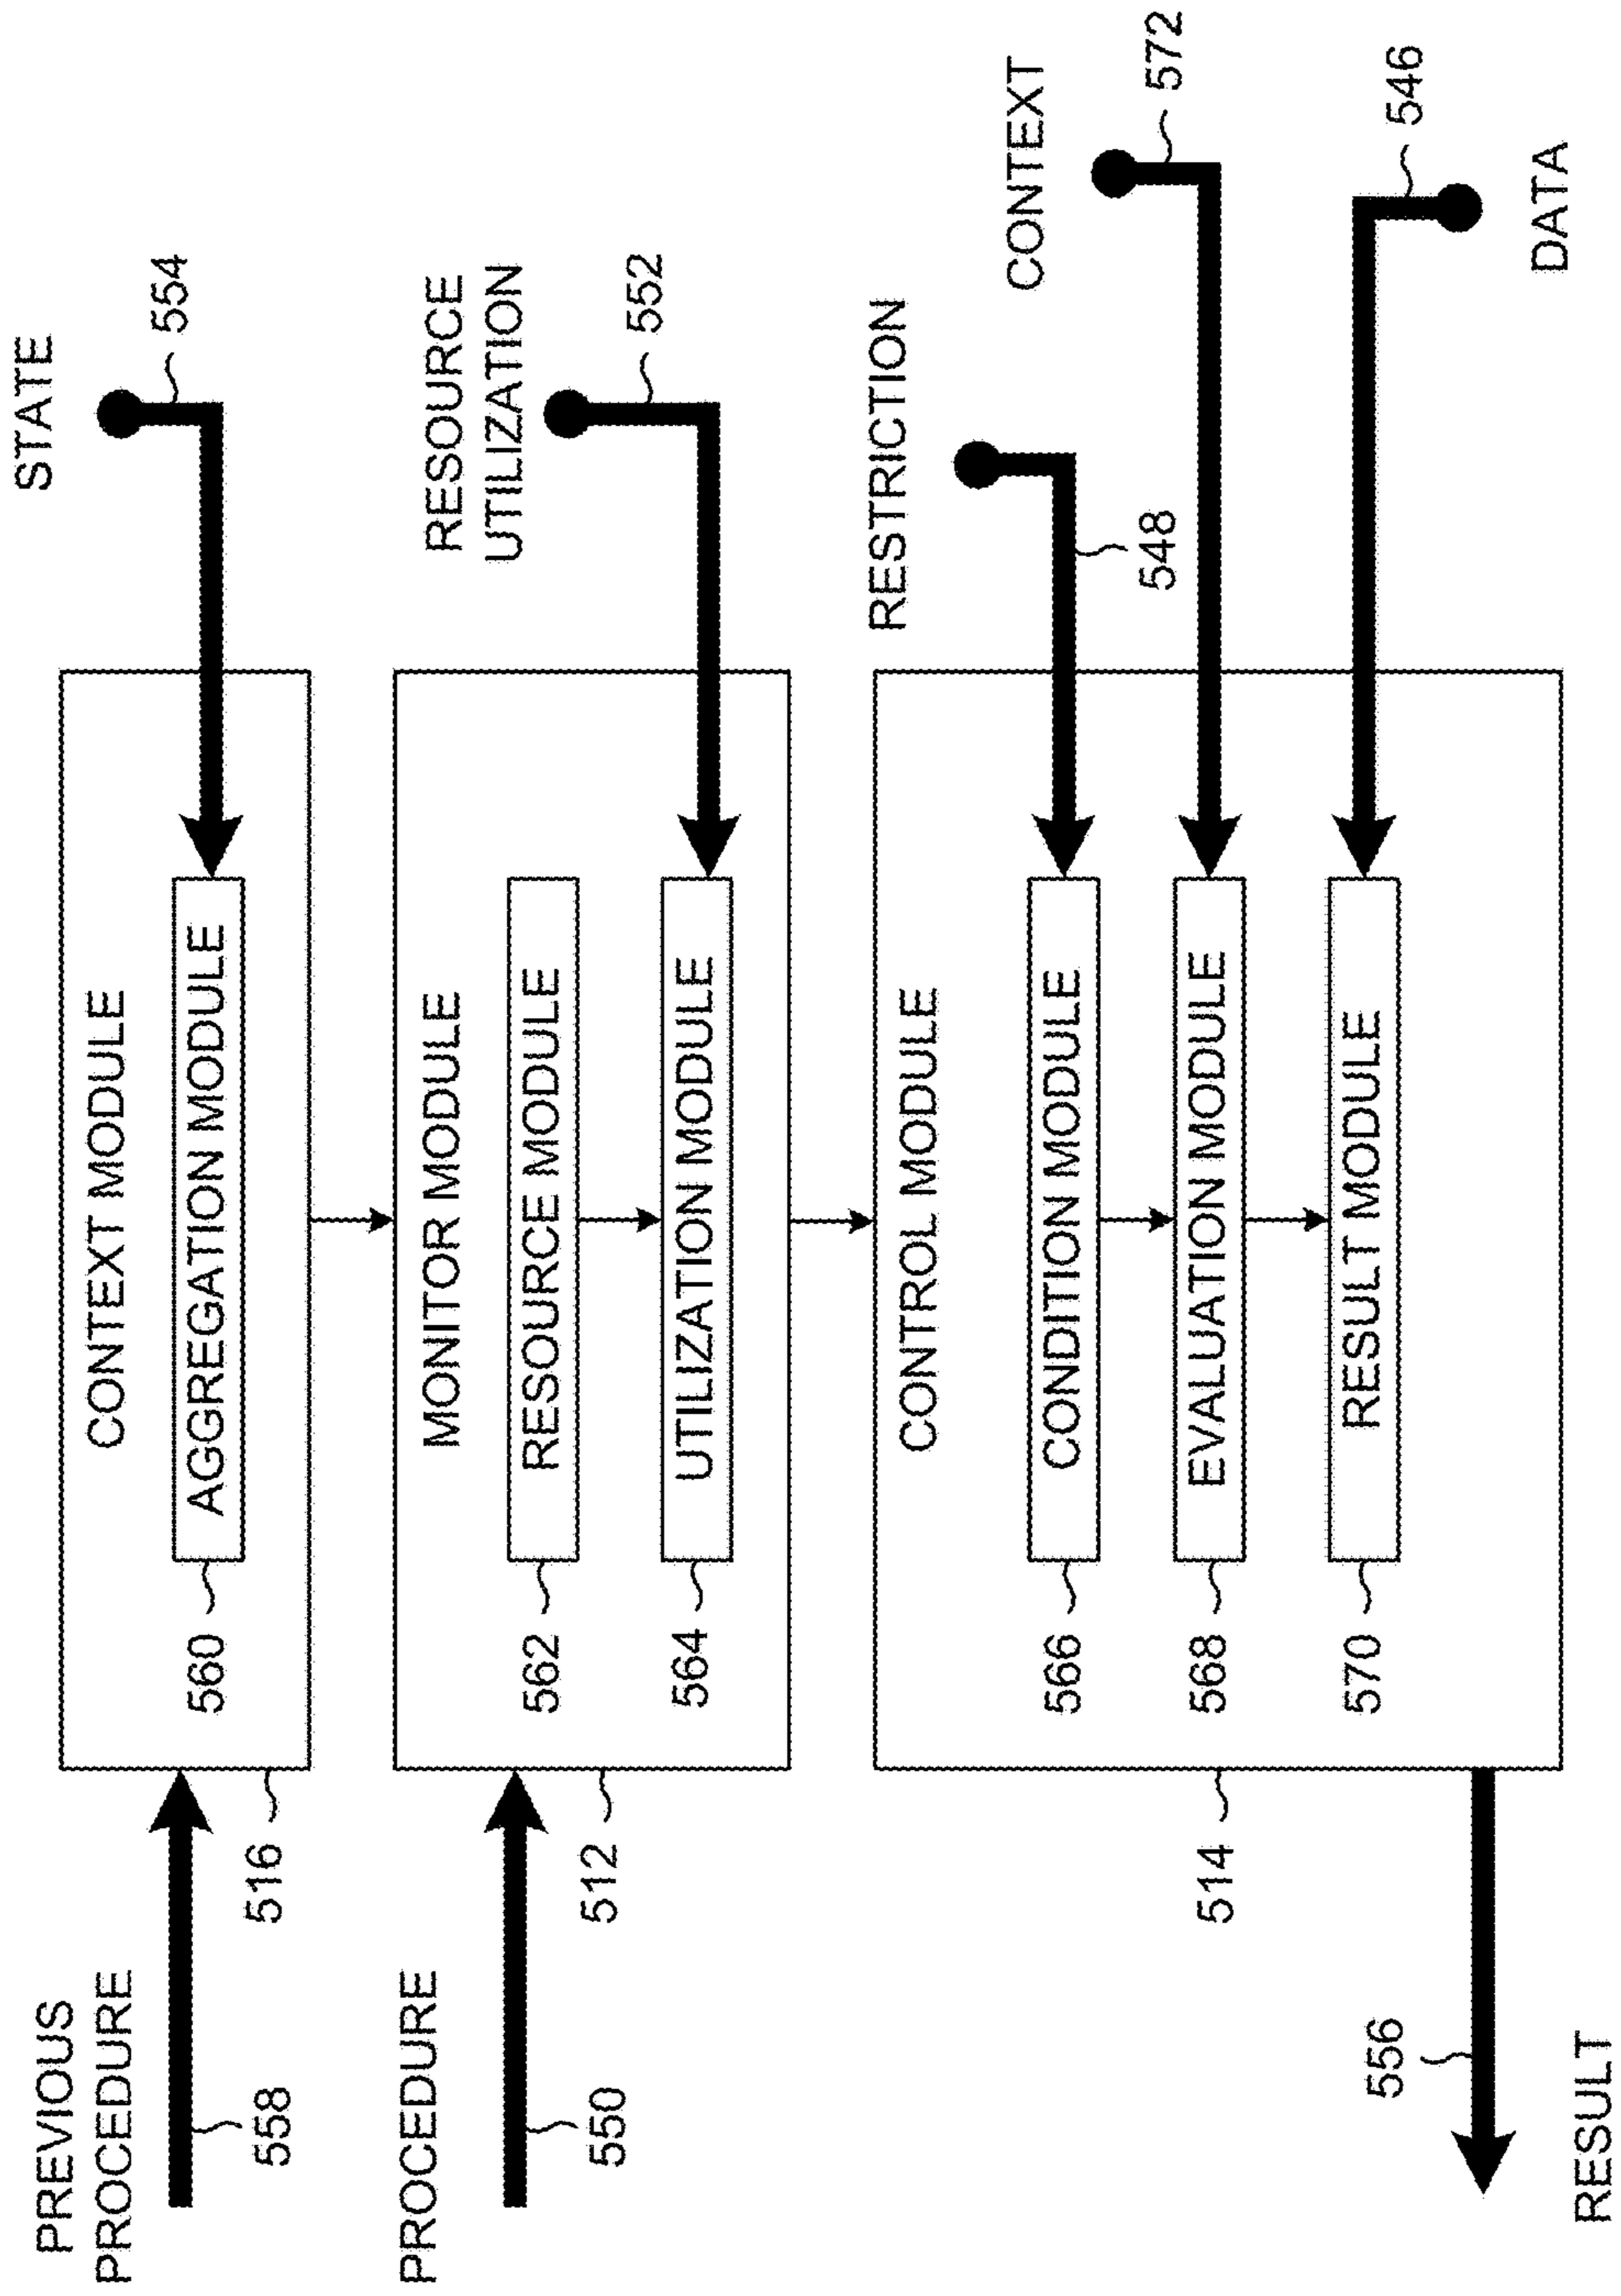 PREVIOUS
PROCEDURE
558
516
CONTEXT MODULE
560
AGGREGATION MODULE
STATE
554
PROCEDURE
550
512
MONITOR MODULE
562
RESOURCE MODULE
564
UTILIZATION MODULE
RESOURCE
UTILIZATION
552
514
CONTROL MODULE
566
CONDITION MODULE
568
EVALUATION MODULE
570
RESULT MODULE
RESTRICTION
548
CONTEXT
572
546
DATA
556
RESULT